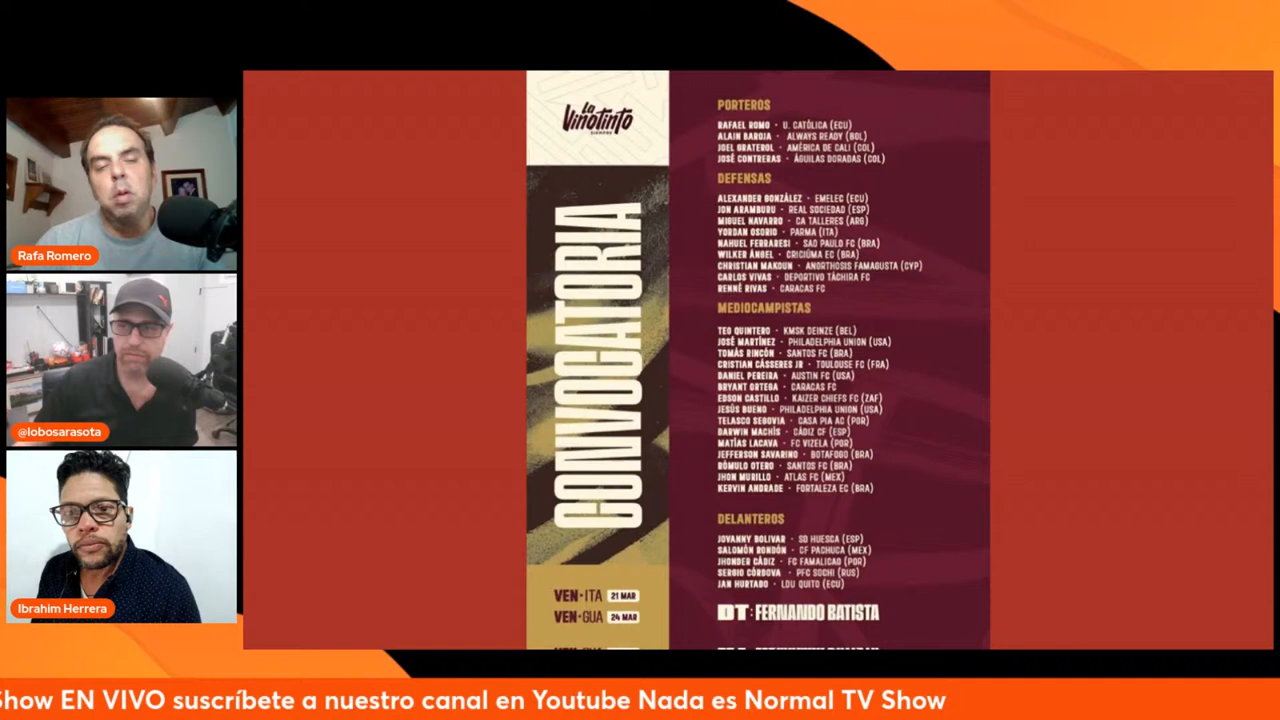 Rafa Romero
@lobosarasota
Ibrahim Herrera
La
Vinotinto
SIEMPRE
CONVOCATORIA
VEN·ITA 21 MAR
VEN·GUA 24 MAR
PORTEROS
RAFAEL ROMO · U. CATÓLICA (ECU)
ALAIN BAROJA · ALWAYS READY (BOL)
JOEL GRATEROL · AMÉRICA DE CALI (COL)
JOSÉ CONTRERAS · ÁGUILAS DORADAS (COL)
DEFENSAS
ALEXANDER GONZÁLEZ · EMELEC (ECU)
JON ARAMBURU · REAL SOCIEDAD (ESP)
MIGUEL NAVARRO · CA TALLERES (ARG)
YORDAN OSORIO · PARMA (ITA)
NAHUEL FERRARESI · SAO PAULO FC (BRA)
WILKER ÁNGEL · CRICIÚMA EC (BRA)
CHRISTIAN MAKOUN · ANORTHOSIS FAMAGUSTA (CYP)
CARLOS VIVAS · DEPORTIVO TÁCHIRA FC
RENNÉ RIVAS · CARACAS FC
MEDIOCAMPISTAS
TEO QUINTERO · KMSK DEINZE (BEL)
JOSÉ MARTÍNEZ · PHILADELPHIA UNION (USA)
TOMÁS RINCÓN · SANTOS FC (BRA)
CRISTIAN CÁSSERES JR · TOULOUSE FC (FRA)
DANIEL PEREIRA · AUSTIN FC (USA)
BRYANT ORTEGA · CARACAS FC
EDSON CASTILLO · KAIZER CHIEFS FC (ZAF)
JESÚS BUENO · PHILADELPHIA UNION (USA)
TELASCO SEGOVIA · CASA PIA AC (POR)
DARWIN MACHÍS · CÁDIZ CF (ESP)
MATÍAS LACAVA · FC VIZELA (POR)
JEFFERSON SAVARINO · BOTAFOGO (BRA)
RÓMULO OTERO · SANTOS FC (BRA)
JHON MURILLO · ATLAS FC (MEX)
KERVIN ANDRADE · FORTALEZA EC (BRA)
DELANTEROS
JOVANNY BOLIVAR · SD HUESCA (ESP)
SALOMÓN RONDÓN · CF PACHUCA (MEX)
JHONDER CÁDIZ · FC FAMALICAO (POR)
SERGIO CÓRDOVA · PFC SOCHI (RUS)
JAN HURTADO · LDU QUITO (ECU)
DT: FERNANDO BATISTA
Show EN VIVO suscríbete a nuestro canal en Youtube Nada es Normal TV Show